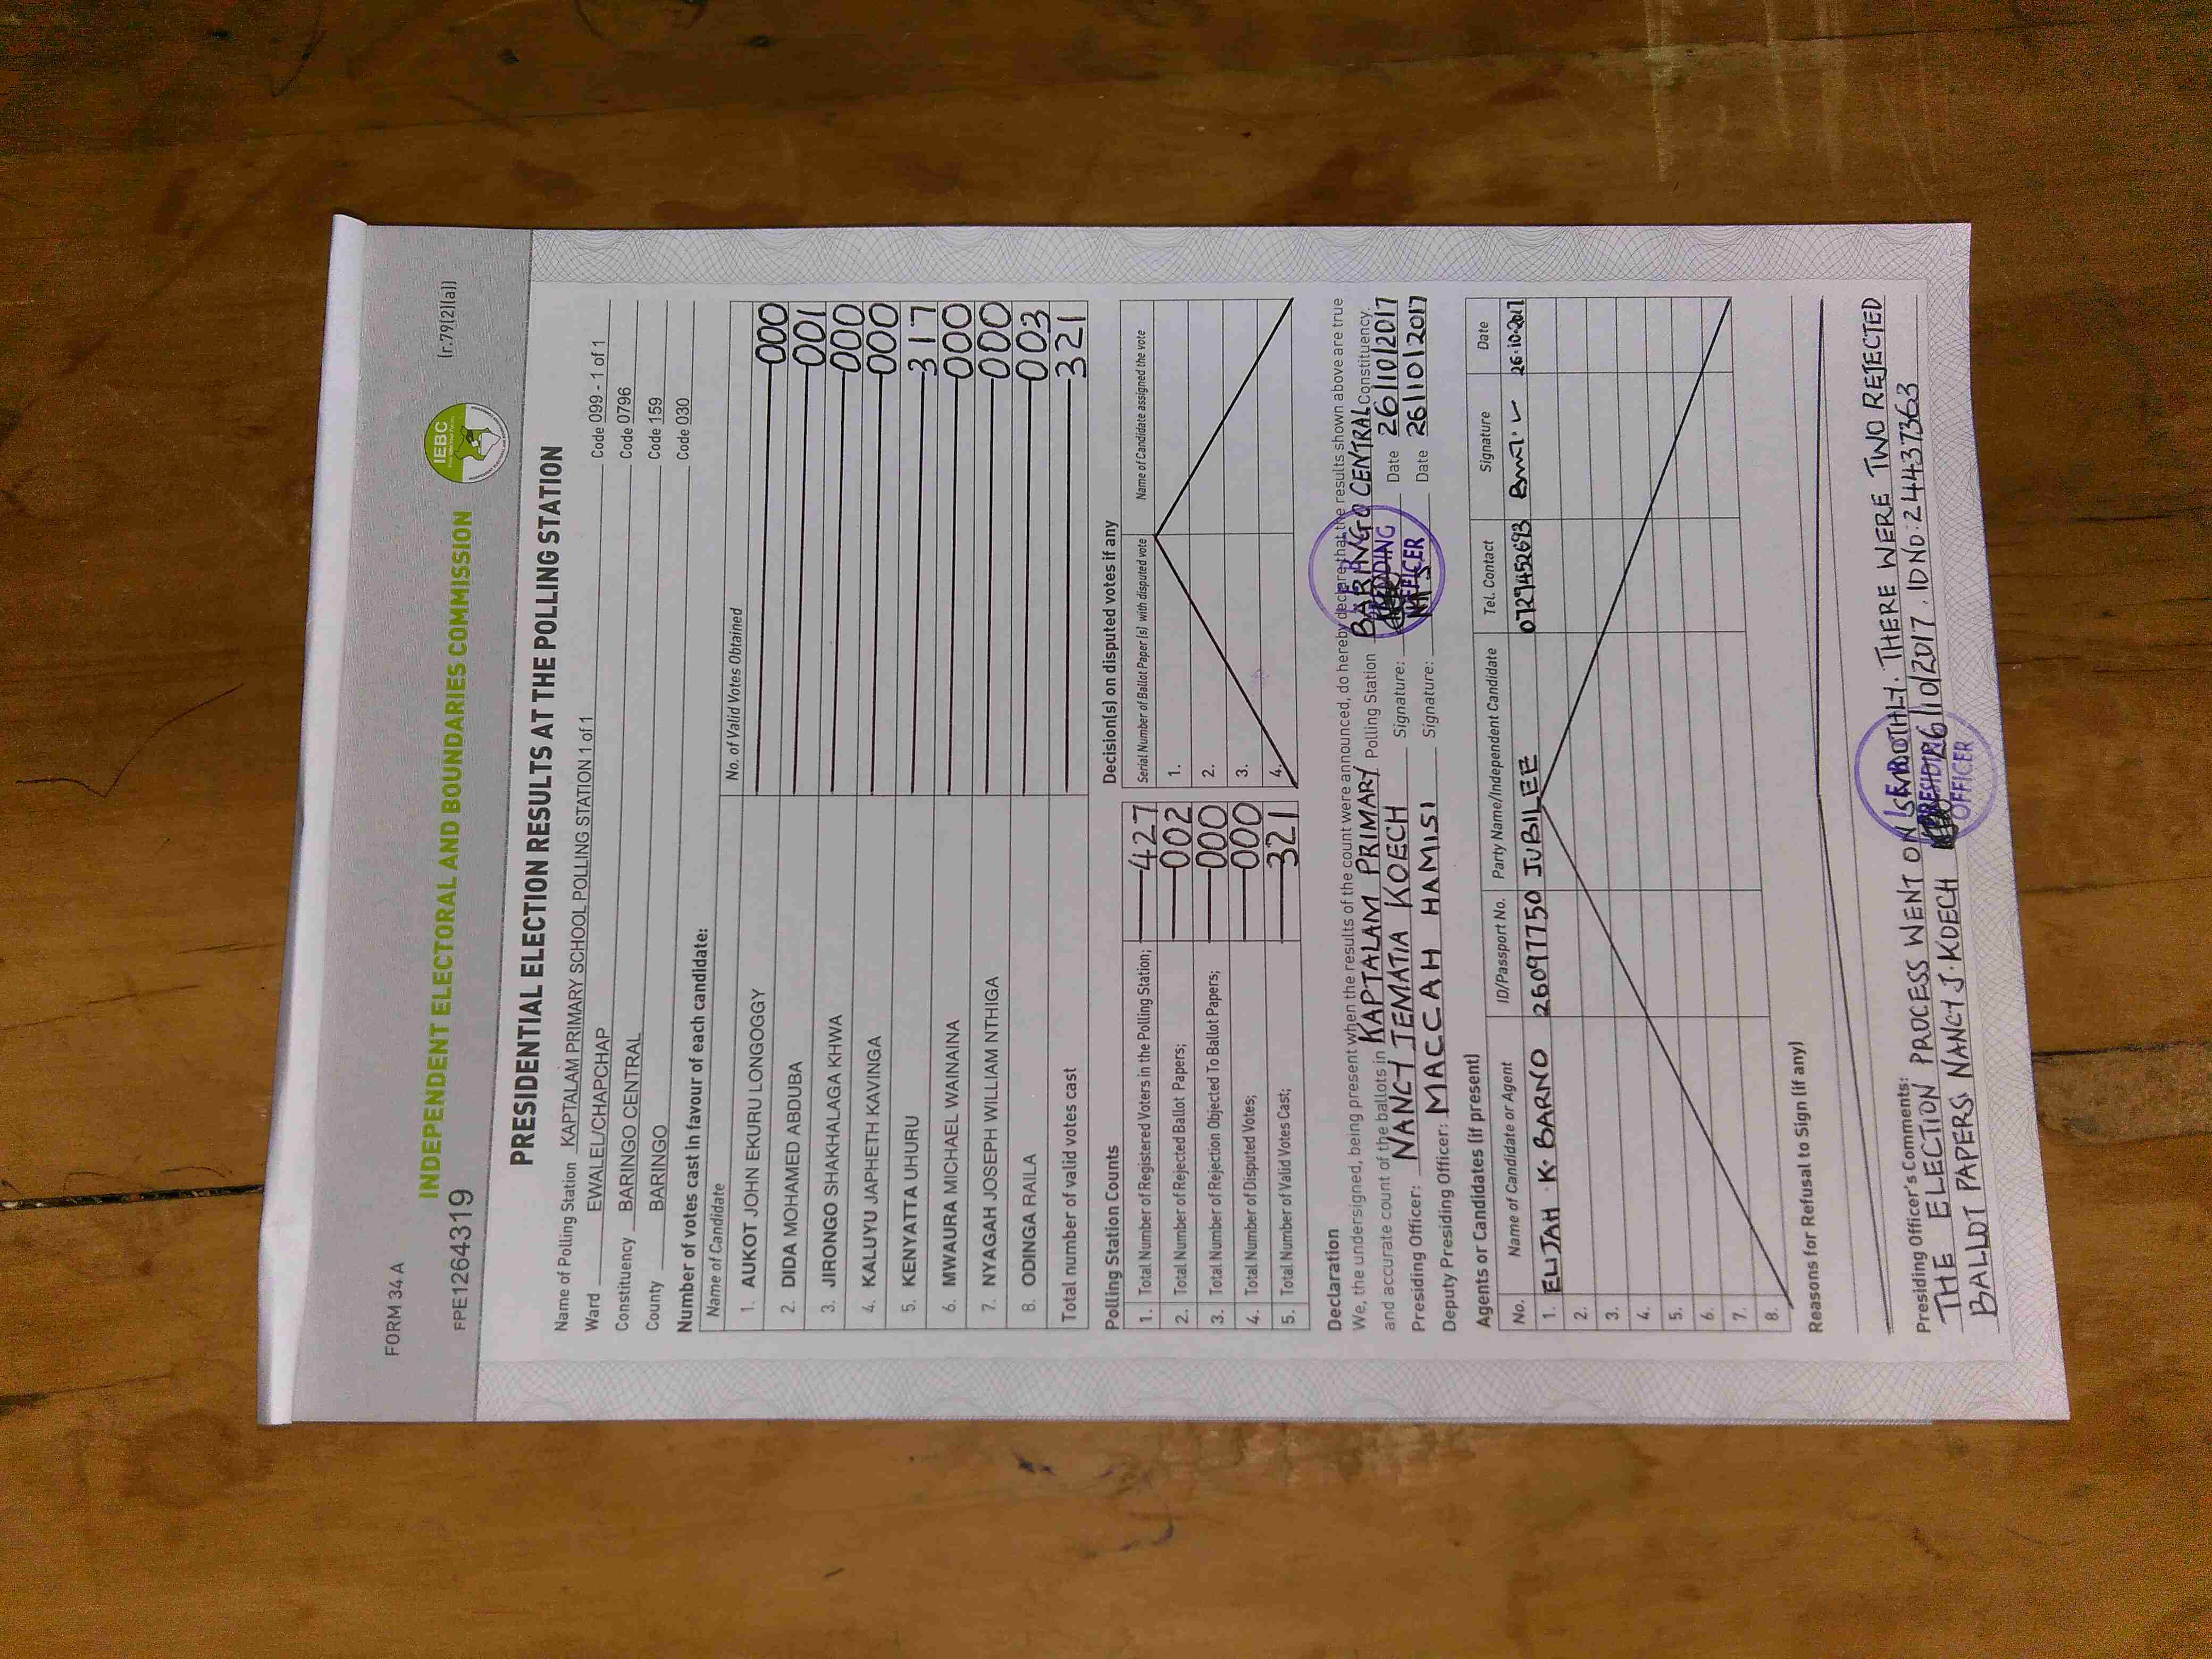 FORM 34 A
(r.79(2)(a))
INDEPENDENT ELECTORAL AND BOUNDARIES COMMISSION
IEBC
FPE1264319
PRESIDENTIAL ELECTION RESULTS AT THE POLLING STATION
Name of Polling Station KAPTALAM PRIMARY SCHOOL POLLING STATION 1 of 1 Code 099 - 1 of 1
Ward EWALEL/CHAPCHAP Code 0796
Constituency BARINGO CENTRAL Code 159
County BARINGO Code 030
Number of votes cast in favour of each candidate:
Name of Candidate No. of Valid Votes Obtained
1. AUKOT JOHN EKURU LONGOGGY 000
2. DIDA MOHAMED ABDUBA 001
3. JIRONGO SHAKHALAGA KHWA 000
4. KALUYU JAPHETH KAVINGA 000
5. KENYATTA UHURU 317
6. MWAURA MICHAEL WAINAINA 000
7. NYAGAH JOSEPH WILLIAM NTHIGA 000
8. ODINGA RAILA 003
Total number of valid votes cast 321
Polling Station Counts
1. Total Number of Registered Voters in the Polling Station; 427
2. Total Number of Rejected Ballot Papers; 002
3. Total Number of Rejection Objected To Ballot Papers; 000
4. Total Number of Disputed Votes; 000
5. Total Number of Valid Votes Cast; 321
Decision(s) on disputed votes if any
Serial Number of Ballot Paper(s) with disputed vote Name of Candidate assigned the vote
1.
2.
3.
4.
Declaration
We, the undersigned, being present when the results of the count were announced, do hereby declare that the results shown above are true
and accurate count of the ballots in KAPTALAM PRIMARY Polling Station BARINGO CENTRAL Constituency.
Presiding Officer: NANCY JEMATIA KOECH Signature: Date 26/10/2017
Deputy Presiding Officer: MACCAH HAMISI Signature: Date 26/10/2017
PRESIDING
OFFICER
Agents or Candidates (if present)
No. Name of Candidate or Agent ID/Passport No. Party Name/Independent Candidate Tel. Contact Signature Date
1. ELIJAH K. BARNO 26097750 JUBILEE 0727452693 26.10.2017
2.
3.
4.
5.
6.
7.
8.
Reasons for Refusal to Sign (if any)
Presiding Officer's Comments:
THE ELECTION PROCESS WENT ON SMOOTHLY. THERE WERE TWO REJECTED
BALLOT PAPERS NANCY J. KOECH 26/10/2017. IDNO: 24437363
PRESIDING
OFFICER